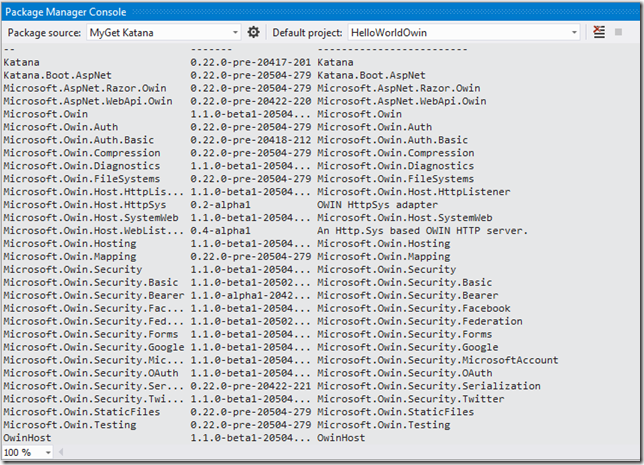 Package Manager Console
Package source: MyGet Katana Default project: HelloWorldOwin
-- ------- ------------------------
Katana 0.22.0-pre-20417-201 Katana
Katana.Boot.AspNet 0.22.0-pre-20504-279 Katana.Boot.AspNet
Microsoft.AspNet.Razor.Owin 0.22.0-pre-20504-279 Microsoft.AspNet.Razor.Owin
Microsoft.AspNet.WebApi.Owin 0.22.0-pre-20422-220 Microsoft.AspNet.WebApi.Owin
Microsoft.Owin 1.1.0-beta1-20504... Microsoft.Owin
Microsoft.Owin.Auth 0.22.0-pre-20504-279 Microsoft.Owin.Auth
Microsoft.Owin.Auth.Basic 0.22.0-pre-20418-212 Microsoft.Owin.Auth.Basic
Microsoft.Owin.Compression 0.22.0-pre-20504-279 Microsoft.Owin.Compression
Microsoft.Owin.Diagnostics 1.1.0-beta1-20504... Microsoft.Owin.Diagnostics
Microsoft.Owin.FileSystems 0.22.0-pre-20504-279 Microsoft.Owin.FileSystems
Microsoft.Owin.Host.HttpLis... 1.1.0-beta1-20504... Microsoft.Owin.Host.HttpListener
Microsoft.Owin.Host.HttpSys 0.2-alpha1 OWIN HttpSys adapter
Microsoft.Owin.Host.SystemWeb 1.1.0-beta1-20504... Microsoft.Owin.Host.SystemWeb
Microsoft.Owin.Host.WebList... 0.4-alpha1 An Http.Sys based OWIN HTTP server.
Microsoft.Owin.Hosting 1.1.0-beta1-20504... Microsoft.Owin.Hosting
Microsoft.Owin.Mapping 0.22.0-pre-20504-279 Microsoft.Owin.Mapping
Microsoft.Owin.Security 1.1.0-beta1-20504... Microsoft.Owin.Security
Microsoft.Owin.Security.Basic 1.1.0-beta1-20502... Microsoft.Owin.Security.Basic
Microsoft.Owin.Security.Bearer 1.1.0-alpha1-2042... Microsoft.Owin.Security.Bearer
Microsoft.Owin.Security.Fac... 1.1.0-beta1-20504... Microsoft.Owin.Security.Facebook
Microsoft.Owin.Security.Fed... 1.1.0-beta1-20502... Microsoft.Owin.Security.Federation
Microsoft.Owin.Security.Forms 1.1.0-beta1-20504... Microsoft.Owin.Security.Forms
Microsoft.Owin.Security.Google 1.1.0-beta1-20504... Microsoft.Owin.Security.Google
Microsoft.Owin.Security.Mic... 1.1.0-beta1-20504... Microsoft.Owin.Security.MicrosoftAccount
Microsoft.Owin.Security.OAuth 1.1.0-beta1-20504... Microsoft.Owin.Security.OAuth
Microsoft.Owin.Security.Ser... 0.22.0-pre-20422-221 Microsoft.Owin.Security.Serialization
Microsoft.Owin.Security.Twi... 1.1.0-beta1-20504... Microsoft.Owin.Security.Twitter
Microsoft.Owin.StaticFiles 0.22.0-pre-20504-279 Microsoft.Owin.StaticFiles
Microsoft.Owin.Testing 0.22.0-pre-20504-279 Microsoft.Owin.Testing
OwinHost 1.1.0-beta1-20504... OwinHost
100 %